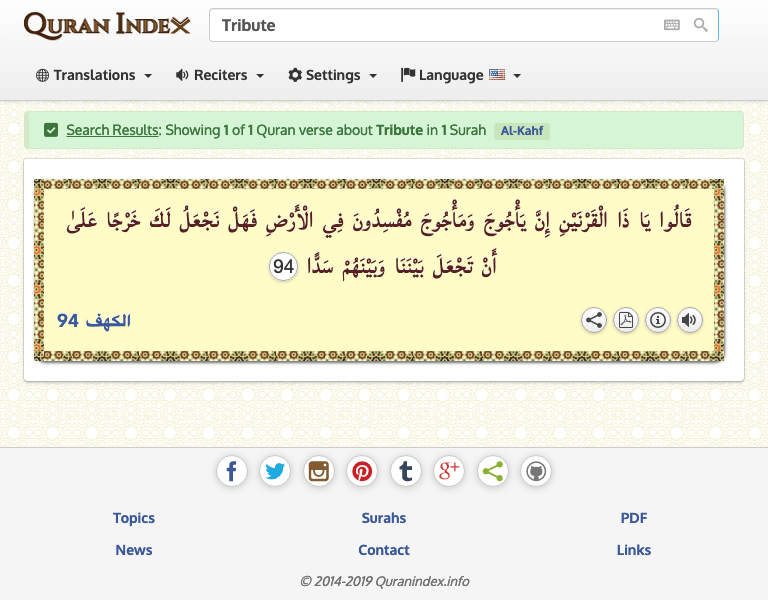 QURAN INDEX
Tribute
Translations
Reciters
Settings
Language
Search Results: Showing 1 of 1 Quran verse about Tribute in 1 Surah Al-Kahf
قَالُوا يَا ذَا الْقَرْنَيْنِ إِنَّ يَأْجُوجَ وَمَأْجُوجَ مُفْسِدُونَ فِي الْأَرْضِ فَهَلْ نَجْعَلُ لَكَ خَرْجًا عَلَىٰ
أَنْ تَجْعَلَ بَيْنَنَا وَبَيْنَهُمْ سَدًّا 94
الكهف 94
Topics
Surahs
PDF
News
Contact
Links
© 2014-2019 Quranindex.info